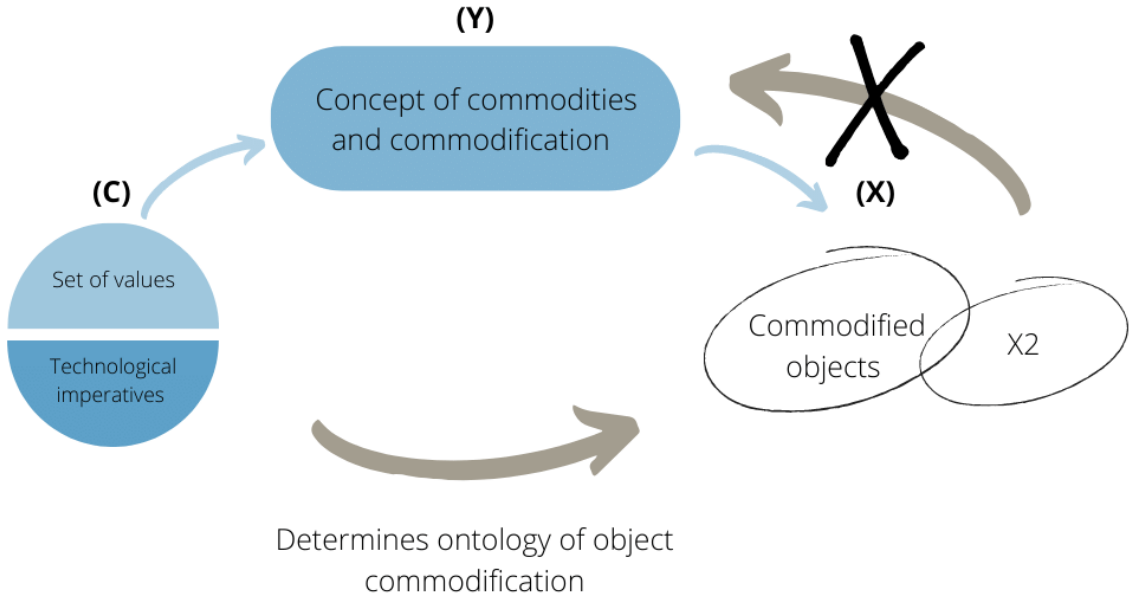 (Y)
Concept of commodities
and commodification
(C)
(X)
Set of values
Technological
imperatives
Commodified
objects
X2
Determines ontology of object
commodification